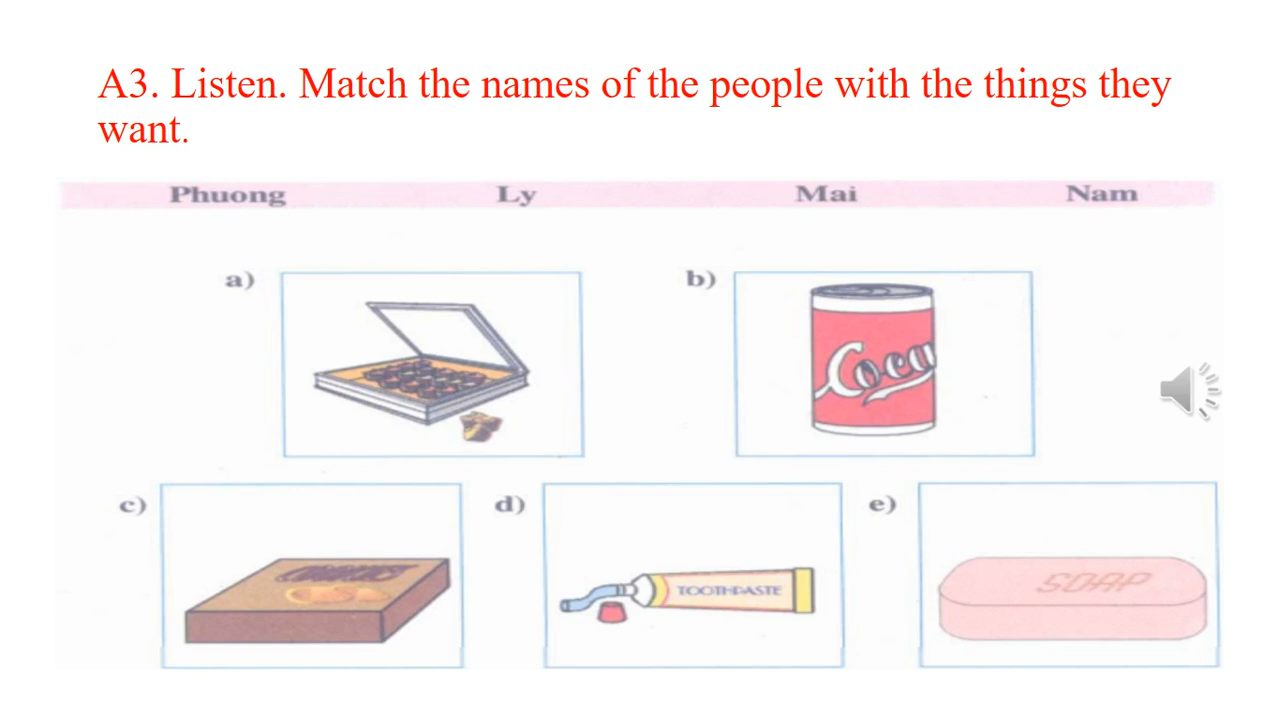 A3. Listen. Match the names of the people with the things they
want.
Phuong Ly Mai Nam
a) b)
Coca
c) d) e)
TOOTHPASTE
SOAP